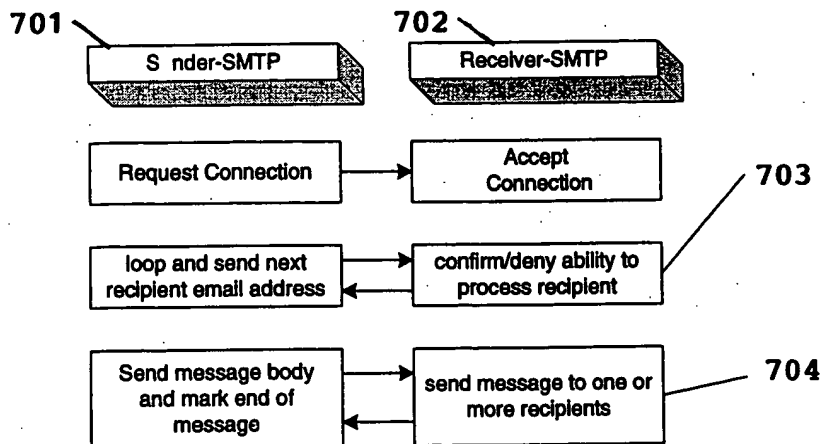 701
702
S nder-SMTP
Receiver-SMTP
Request Connection
Accept
Connection
703
loop and send next
recipient email address
confirm/deny ability to
process recipient
Send message body
and mark end of
message
send message to one or
more recipients
704